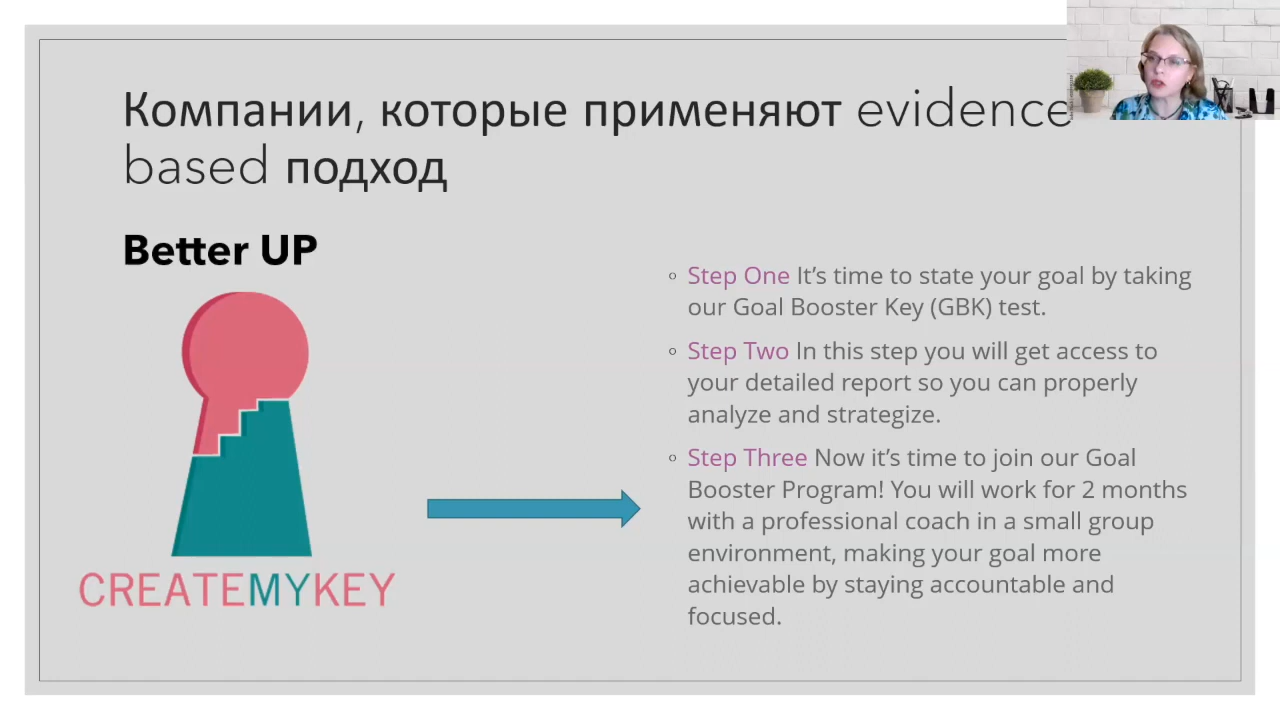 Компании, которые применяют evidence
based подход
Better UP
CREATEMYKEY
◦ Step One It’s time to state your goal by taking
our Goal Booster Key (GBK) test.
◦ Step Two In this step you will get access to
your detailed report so you can properly
analyze and strategize.
◦ Step Three Now it’s time to join our Goal
Booster Program! You will work for 2 months
with a professional coach in a small group
environment, making your goal more
achievable by staying accountable and
focused.